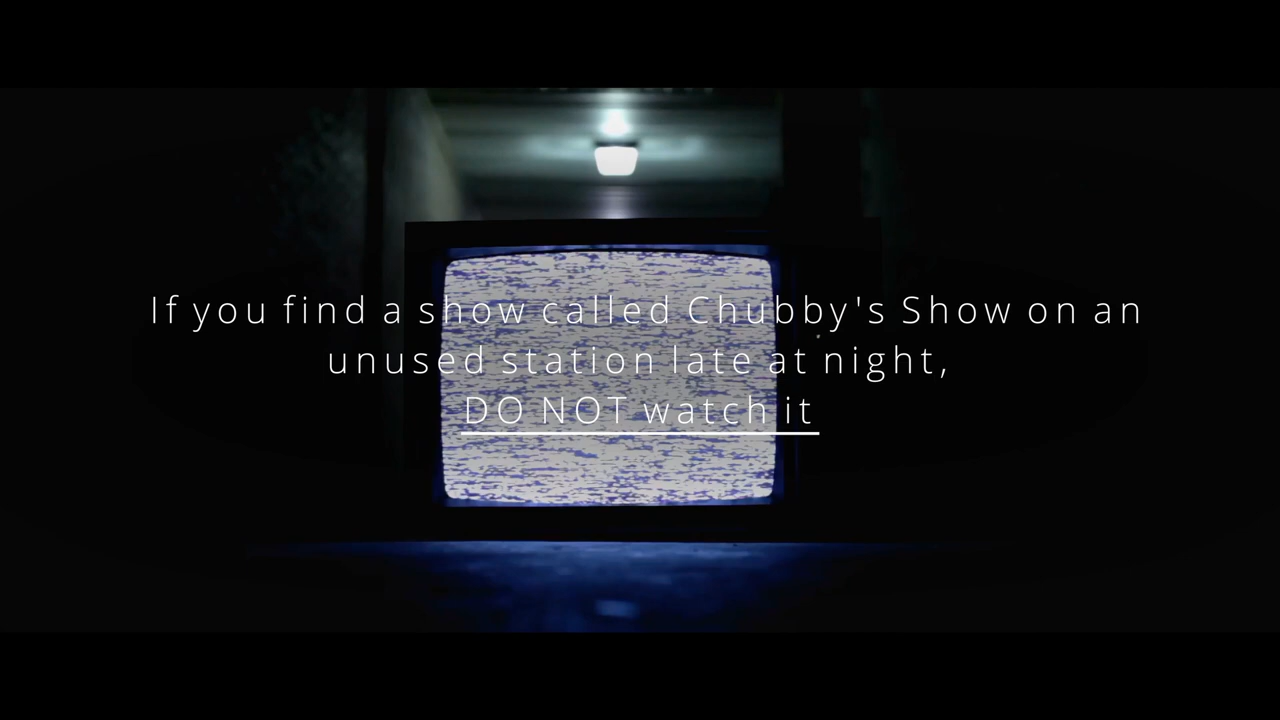 If you find a show called Chubby's Show on an
unused station late at night,
DO NOT watch it